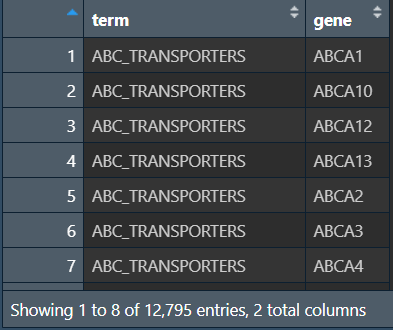 term gene
1 ABC_TRANSPORTERS ABCA1
2 ABC_TRANSPORTERS ABCA10
3 ABC_TRANSPORTERS ABCA12
4 ABC_TRANSPORTERS ABCA13
5 ABC_TRANSPORTERS ABCA2
6 ABC_TRANSPORTERS ABCA3
7 ABC_TRANSPORTERS ABCA4
Showing 1 to 8 of 12,795 entries, 2 total columns